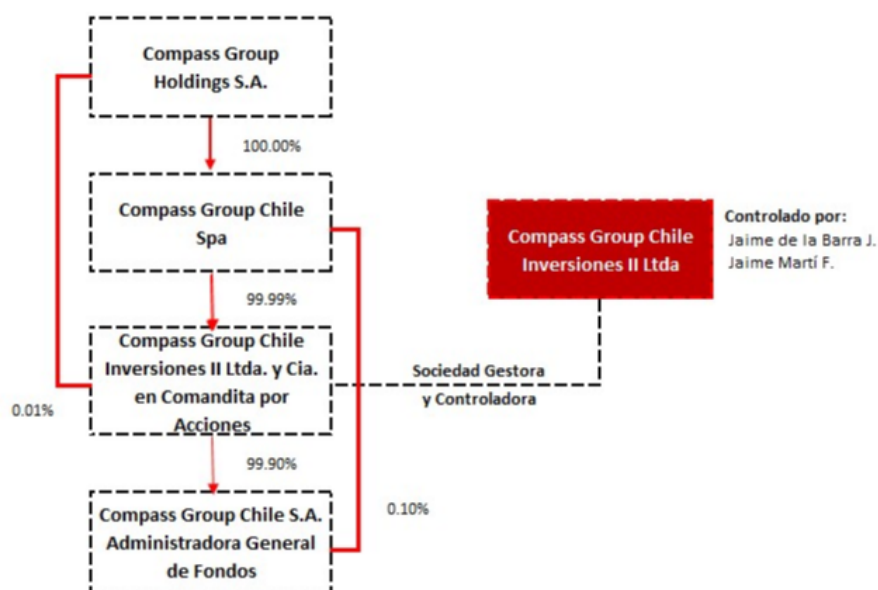 Compass Group
Holdings S.A.
100.00%
Compass Group Chile
Spa
Compass Group Chile
Inversiones II Ltda
Controlado por:
Jaime de la Barra J.
Jaime Martí F.
99.99%
Compass Group Chile
Inversiones II Ltda. y Cia.
en Comandita por
Acciones
Sociedad Gestora
y Controladora
0.01%
99.90%
Compass Group Chile S.A.
Administradora General
de Fondos
0.10%